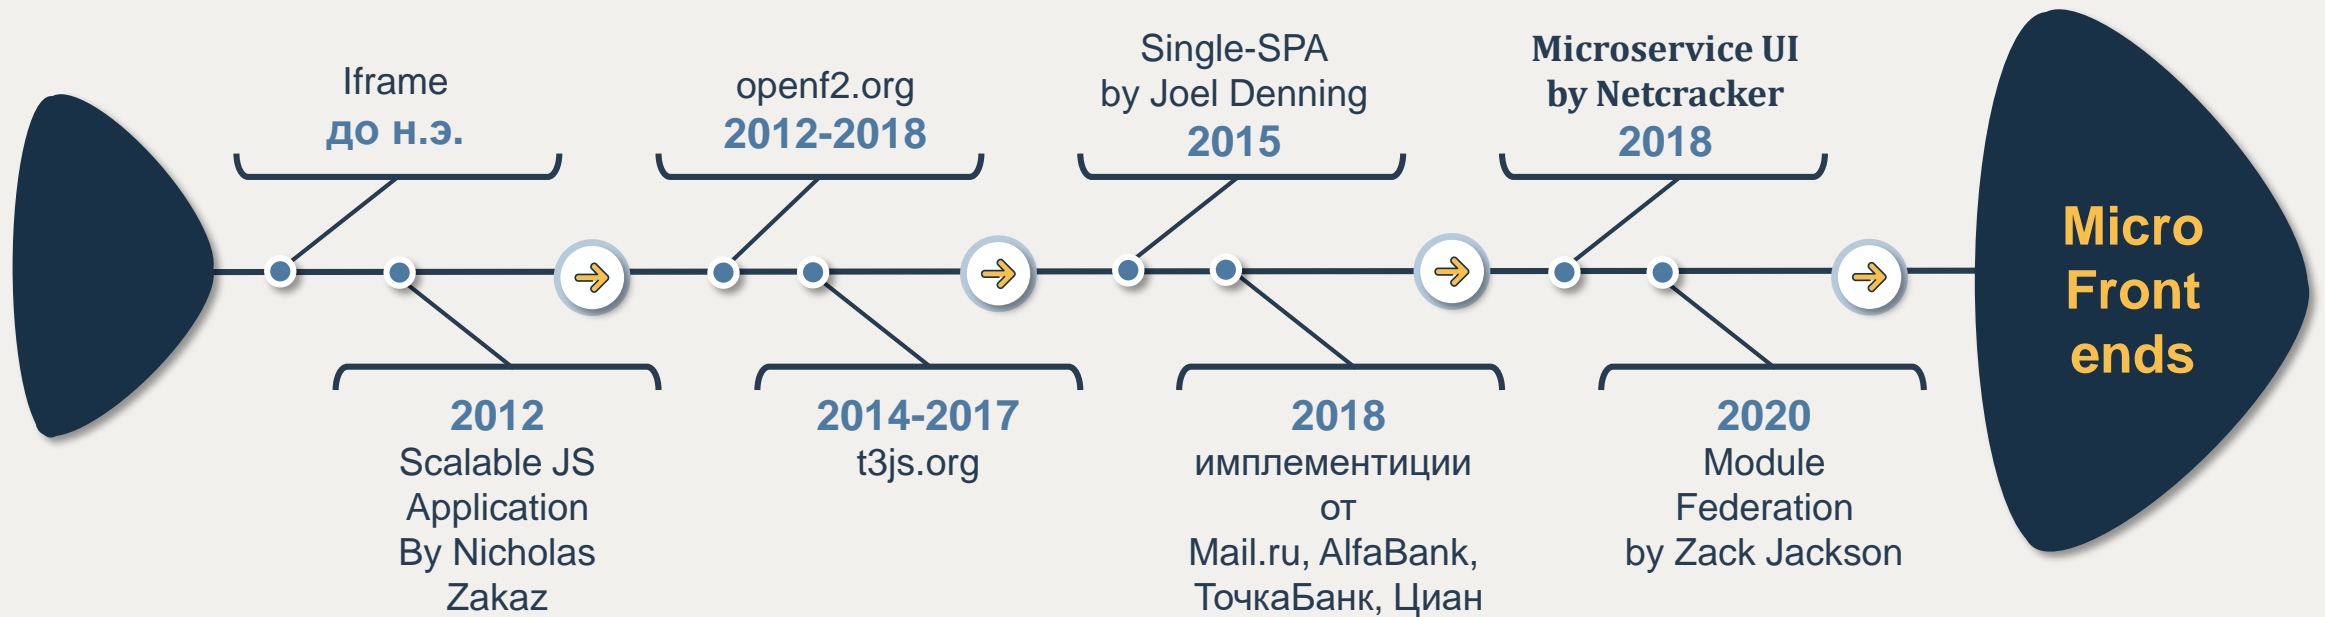 Iframe
до н.э.
2012
Scalable JS
Application
By Nicholas
Zakaz
openf2.org
2012-2018
2014-2017
t3js.org
Single-SPA
by Joel Denning
2015
2018
имплементиции
от
Mail.ru, AlfaBank,
ТочкаБанк, Циан
Microservice UI
by Netcracker
2018
2020
Module
Federation
by Zack Jackson
Micro
Front
ends